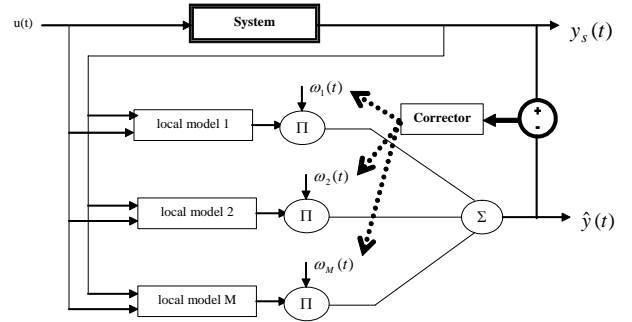 u(t)
System
y_s(t)
ω_1(t)
local model 1
Π
Corrector
+
-
ω_2(t)
local model 2
Π
Σ
ŷ(t)
ω_M(t)
local model M
Π